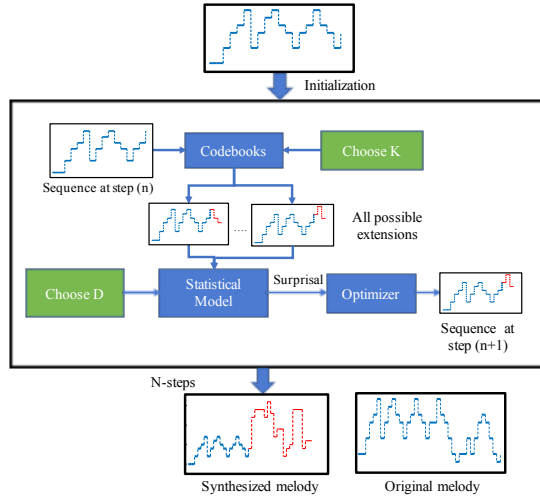 Initialization
Codebooks
Choose K
Sequence at step (n)
....
All possible
extensions
Choose D
Statistical
Model
Surprisal
Optimizer
Sequence at
step (n+1)
N-steps
Synthesized melody
Original melody